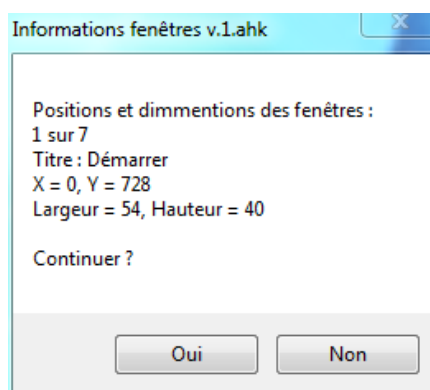 Informations fenêtres v.1.ahk
Positions et dimmentions des fenêtres :
1 sur 7
Titre : Démarrer
X = 0, Y = 728
Largeur = 54, Hauteur = 40
Continuer ?
Oui
Non